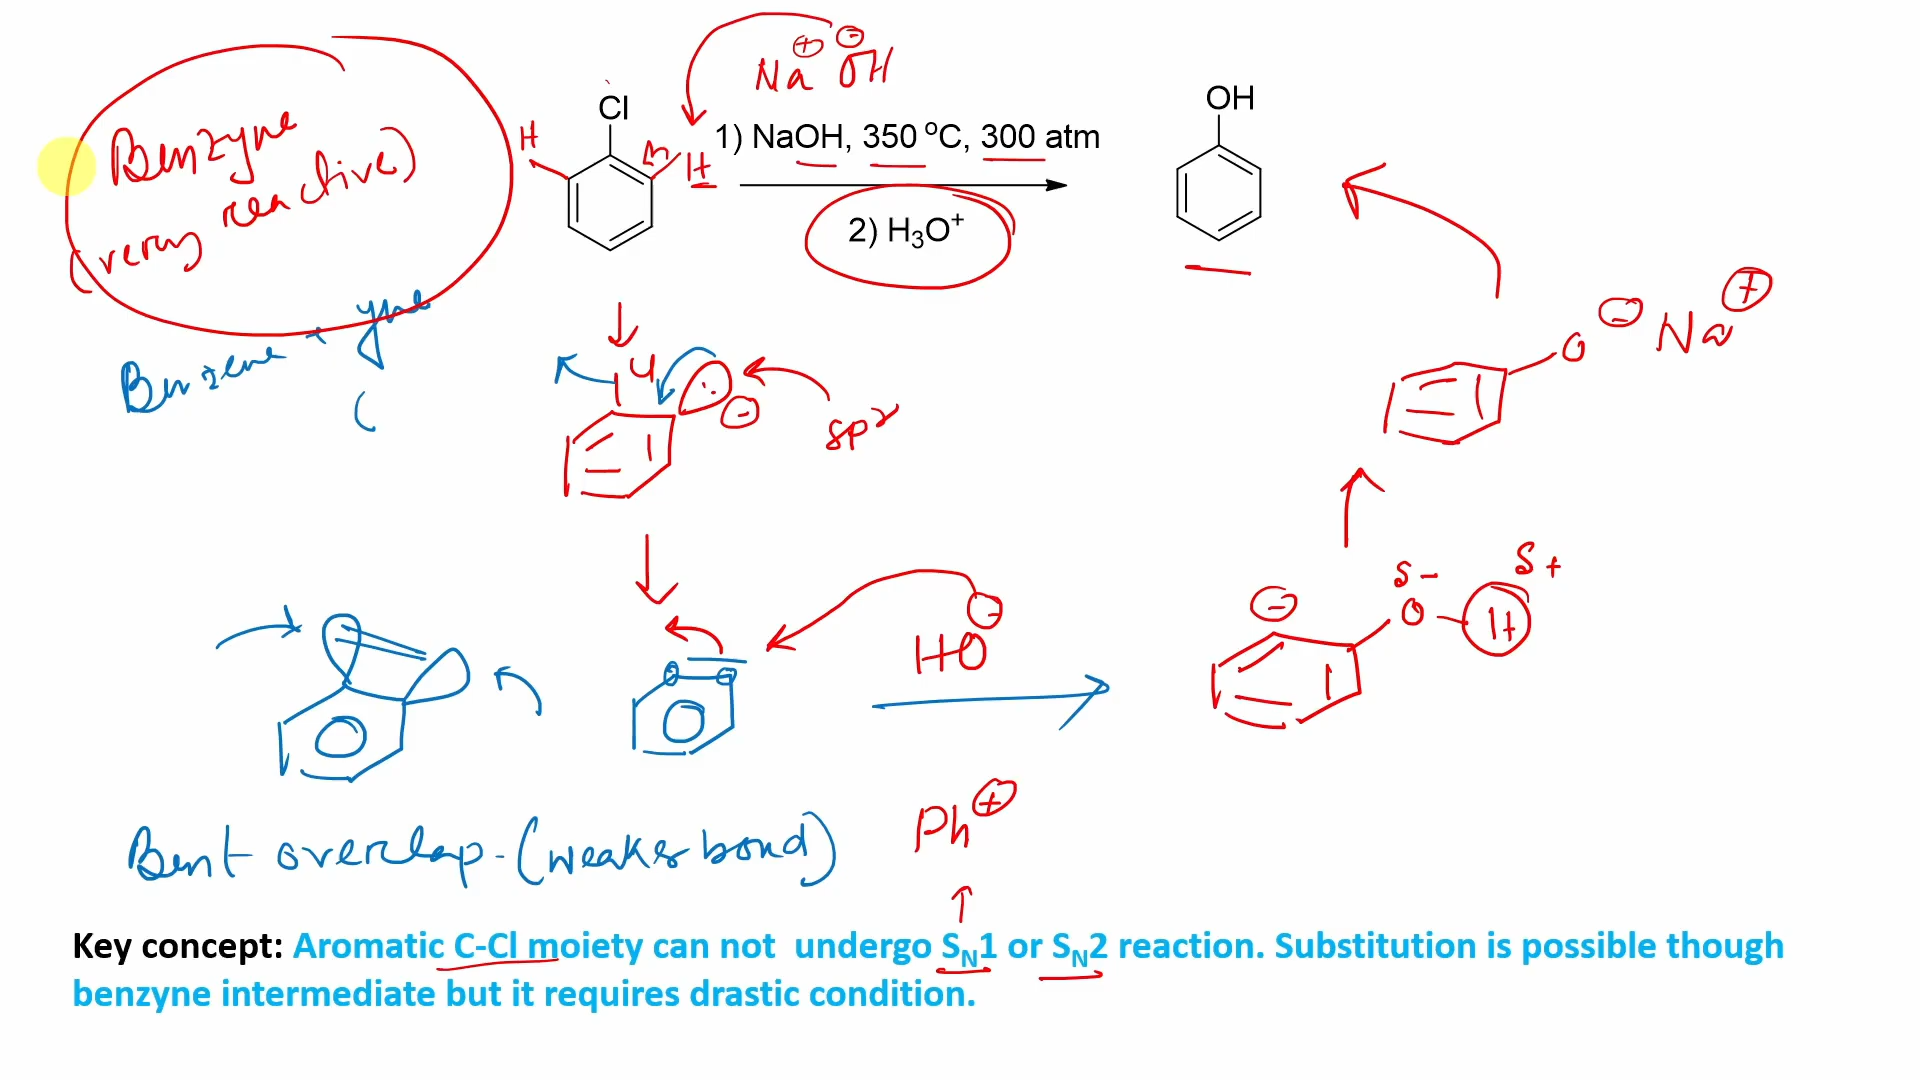 Na⊕ OH⊖
Cl
H
H
1) NaOH, 350 °C, 300 atm
2) H₃O⁺
OH
Benzyne
(very reactive)
Benzene + yne
(
⊖
sp²
O⊖ Na⊕
δ- δ+
⊖ O-H
⊖
HO
Ph⊕
Bent overlap - (weaker bond)
Key concept: Aromatic C-Cl moiety can not undergo SN1 or SN2 reaction. Substitution is possible though
benzyne intermediate but it requires drastic condition.